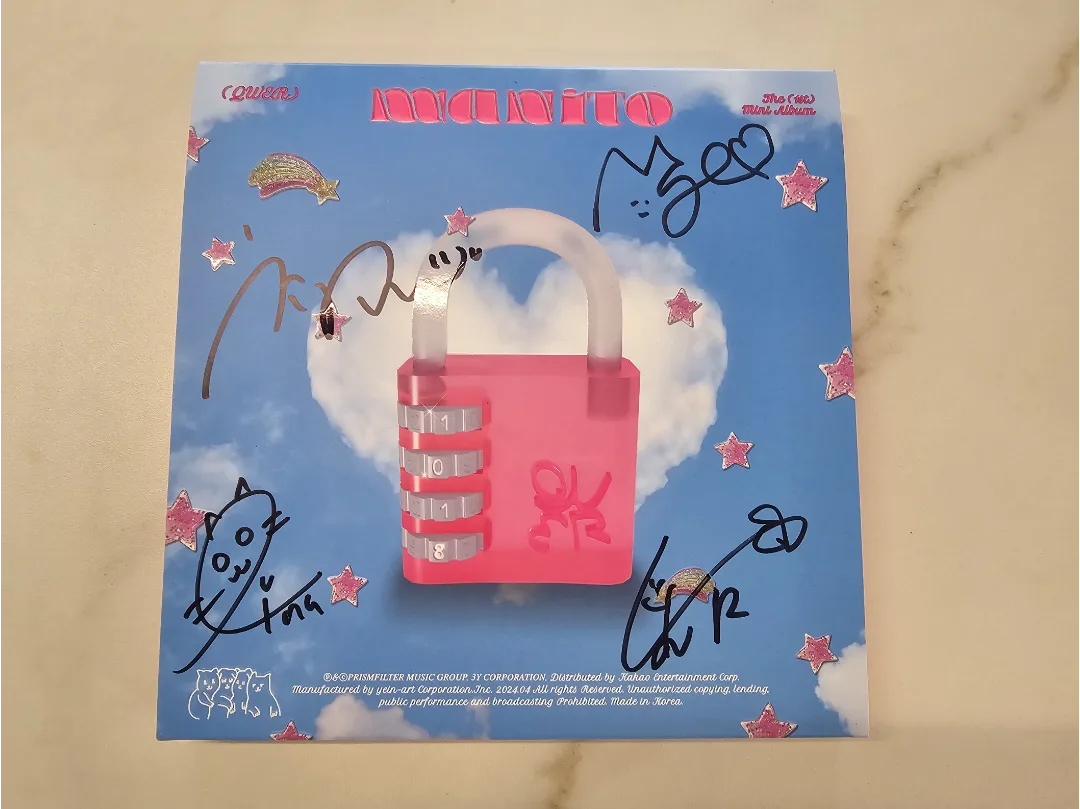 (QWER)
MANITO
The (1st)
Mini Album
1
0
1
8
Hina
Ⓟ&ⒸPRISMFILTER MUSIC GROUP, 3Y CORPORATION. Distributed by Kakao Entertainment Corp.
Manufactured by yein-art Corporation.Inc. 2024.04 All rights Reserved. Unauthorized copying, lending,
public performance and broadcasting Prohibited. Made in Korea.